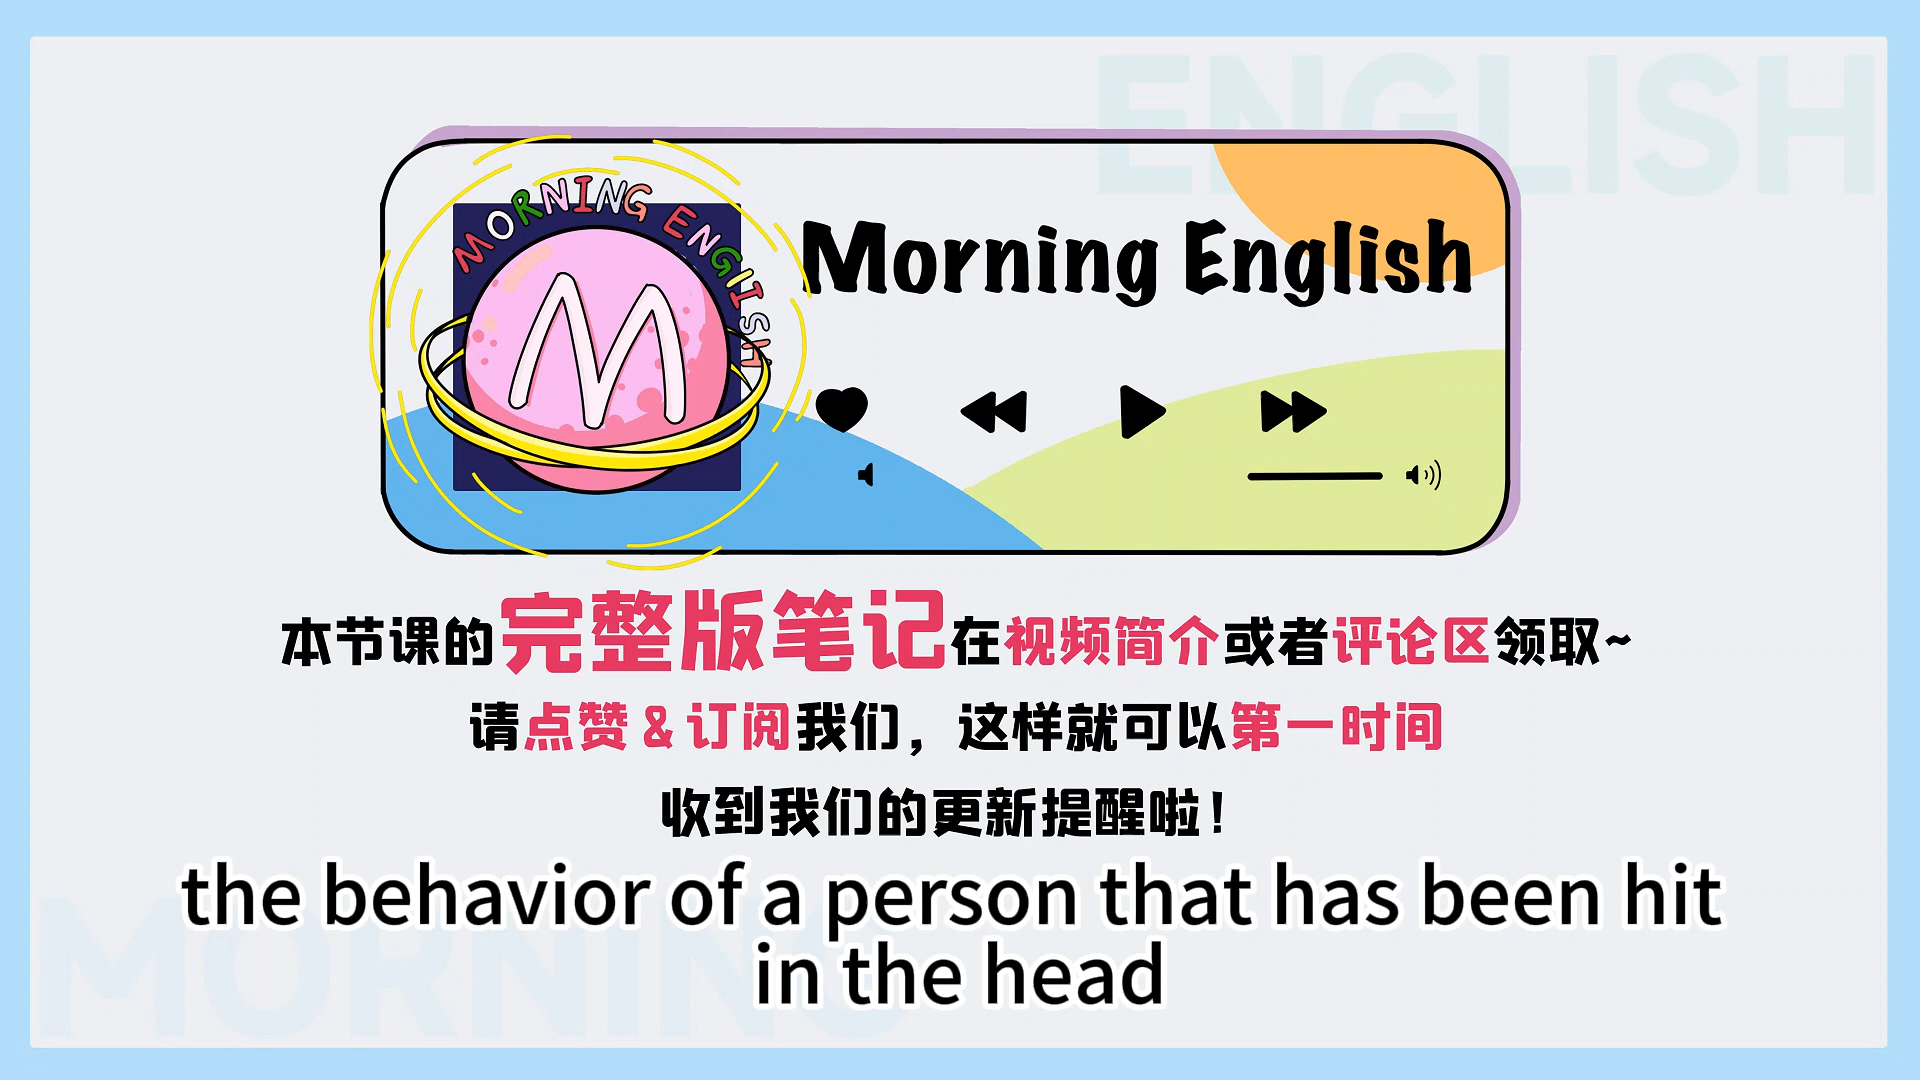 ENGLISH
MORNING ENGLISH
M
Morning English
本节课的完整版笔记在视频简介或者评论区领取~
请点赞&订阅我们，这样就可以第一时间
收到我们的更新提醒啦！
the behavior of a person that has been hit
in the head
MORNING